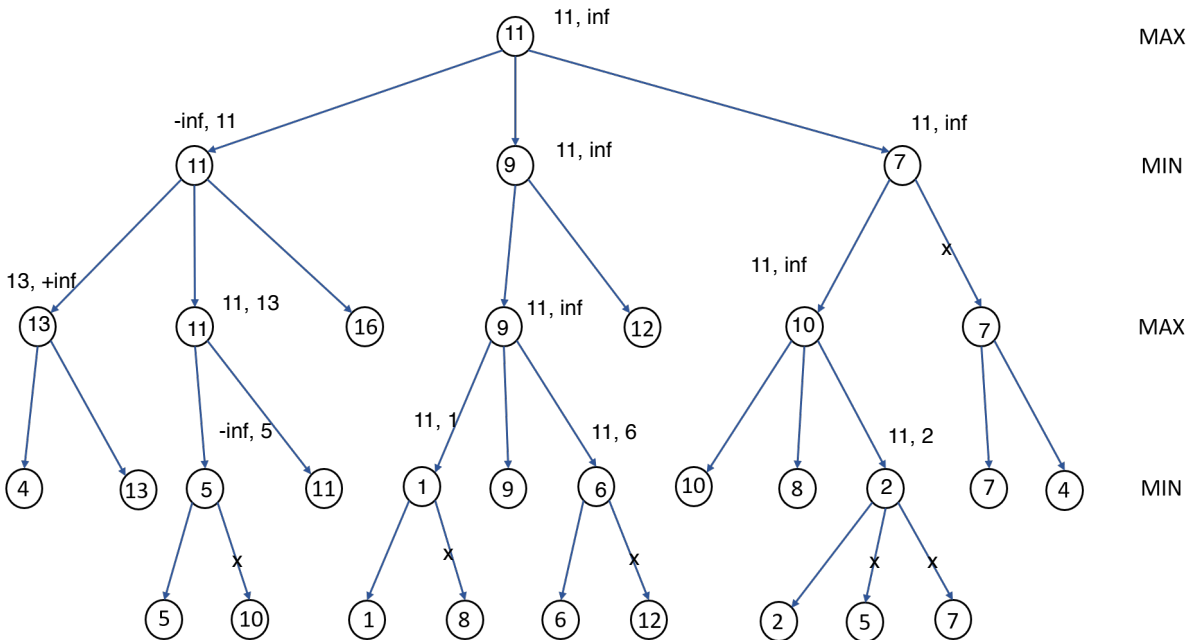 11, inf
11
MAX
-inf, 11
11, inf
11, inf
11
9
7
MIN
x
13, +inf
11, 13
11, inf
11, inf
13
11
16
9
12
10
7
MAX
-inf, 5
11, 1
11, 6
11, 2
4
13
5
11
1
9
6
10
8
2
7
4
MIN
x
x
x
x
x
5
10
1
8
6
12
2
5
7